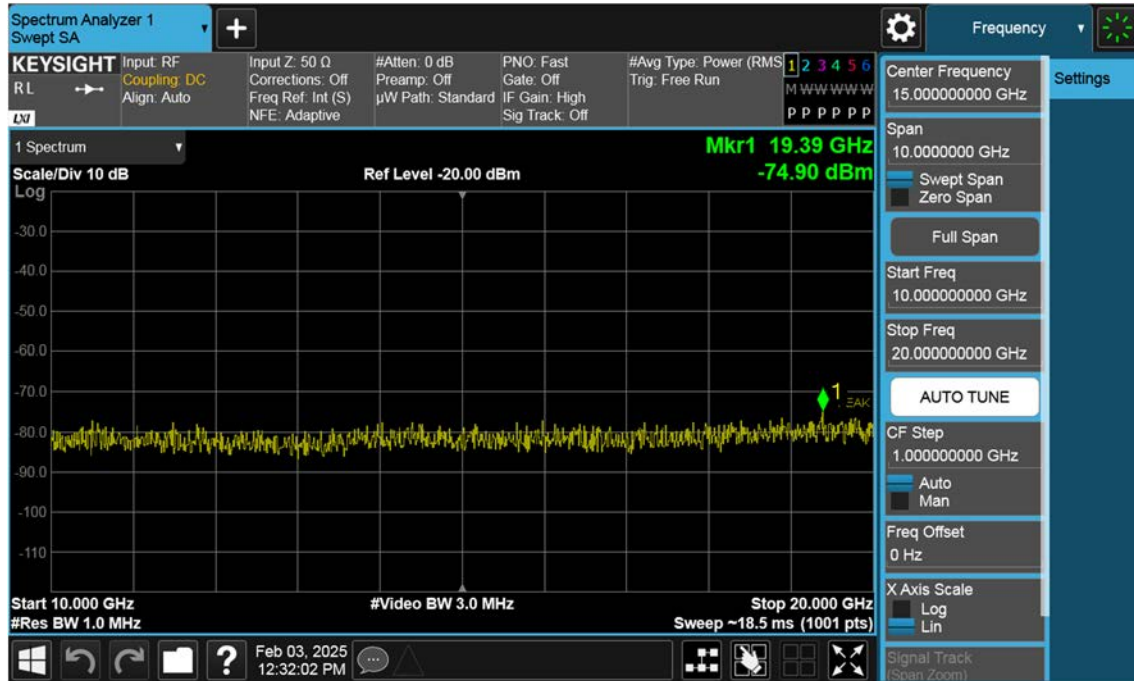 Spectrum Analyzer 1
Swept SA
Frequency
KEYSIGHT
RL
LXI
Input: RF
Coupling: DC
Align: Auto
Input Z: 50 Ω
Corrections: Off
Freq Ref: Int (S)
NFE: Adaptive
#Atten: 0 dB
Preamp: Off
µW Path: Standard
PNO: Fast
Gate: Off
IF Gain: High
Sig Track: Off
#Avg Type: Power (RMS
Trig: Free Run
1 2 3 4 5 6
M W W W W W
P P P P P P
1 Spectrum
Mkr1 19.39 GHz
-74.90 dBm
Scale/Div 10 dB
Ref Level -20.00 dBm
Log
-30.0
-40.0
-50.0
-60.0
-70.0
-80.0
-90.0
-100
-110
1
Start 10.000 GHz
#Video BW 3.0 MHz
Stop 20.000 GHz
#Res BW 1.0 MHz
Sweep ~18.5 ms (1001 pts)
Center Frequency
15.000000000 GHz
Span
10.0000000 GHz
Swept Span
Zero Span
Full Span
Start Freq
10.000000000 GHz
Stop Freq
20.000000000 GHz
AUTO TUNE
CF Step
1.000000000 GHz
Auto
Man
Freq Offset
0 Hz
X Axis Scale
Log
Lin
Signal Track
(Span Zoom)
Settings
?
Feb 03, 2025
12:32:02 PM